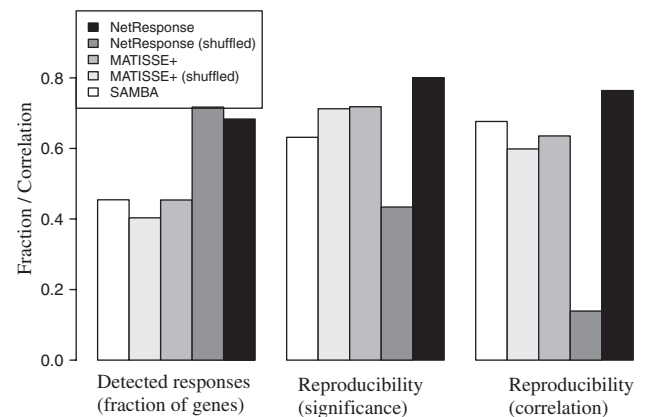 NetResponse
NetResponse (shuffled)
MATISSE+
MATISSE+ (shuffled)
SAMBA
Fraction / Correlation
0.8
0.6
0.4
0.2
0.0
Detected responses
(fraction of genes)
Reproducibility
(significance)
Reproducibility
(correlation)